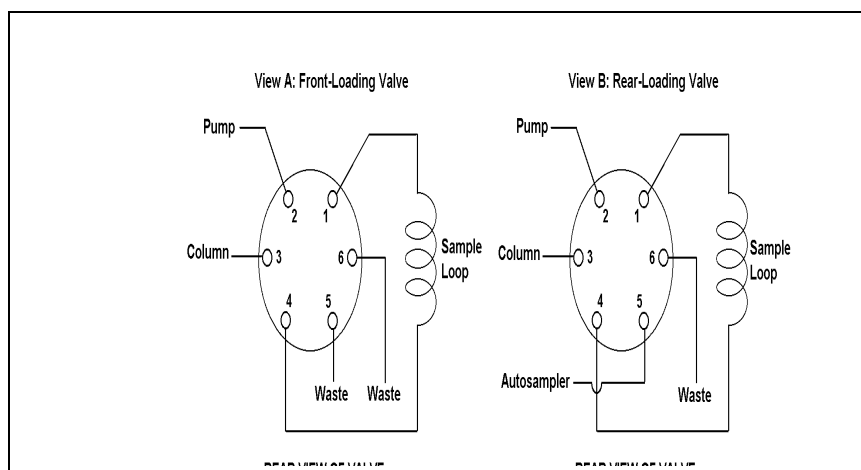 View A: Front-Loading Valve
View B: Rear-Loading Valve
Pump
2
1
Column
3
6
Sample
Loop
4
5
Waste
Waste
Pump
2
1
Column
3
6
Sample
Loop
4
5
Autosampler
Waste